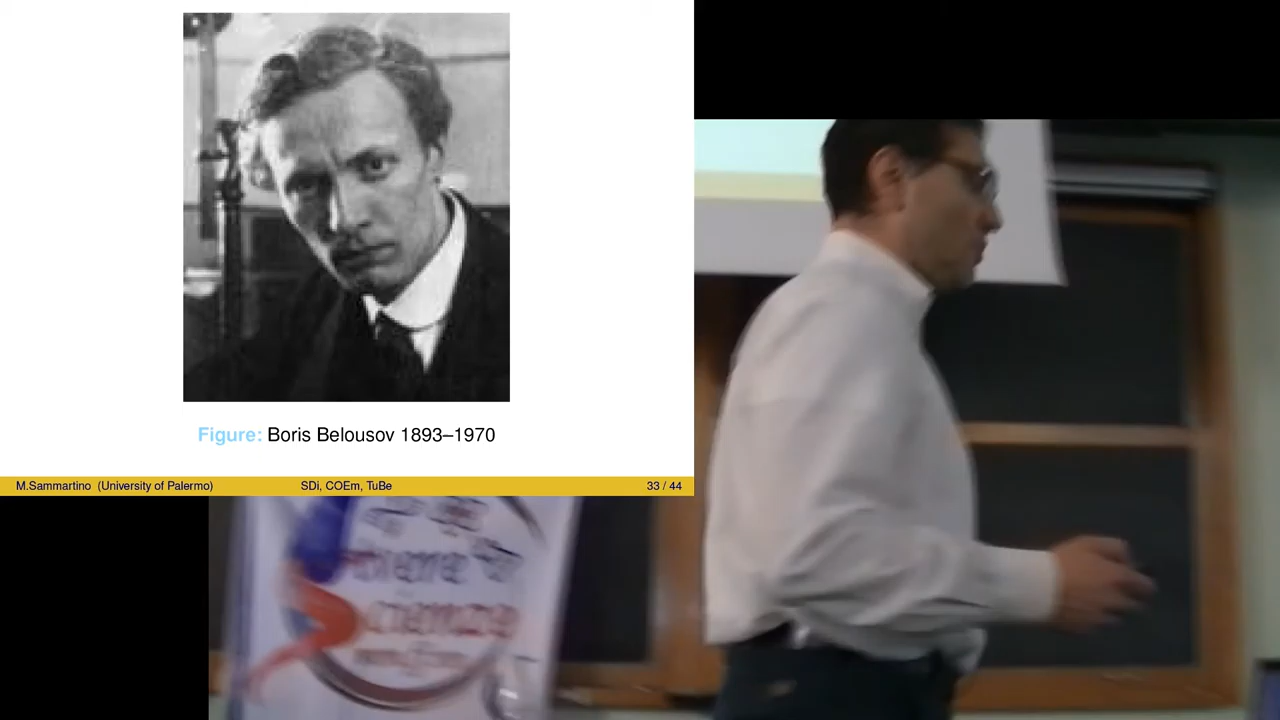 Figure: Boris Belousov 1893–1970
M.Sammartino (University of Palermo) SDi, COEm, TuBe 33 / 44